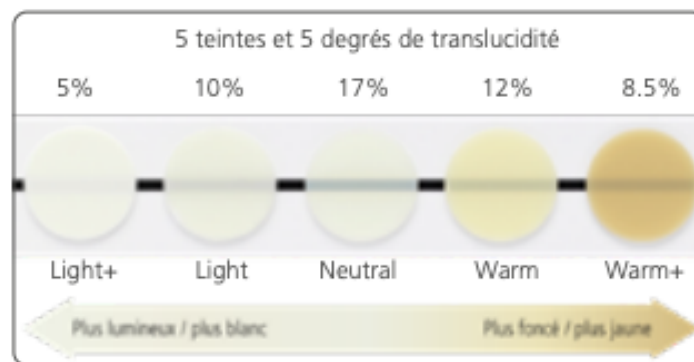 5 teintes et 5 degrés de translucidité
5% 10% 17% 12% 8.5%
Light+ Light Neutral Warm Warm+
Plus lumineux / plus blanc Plus foncé / plus jaune